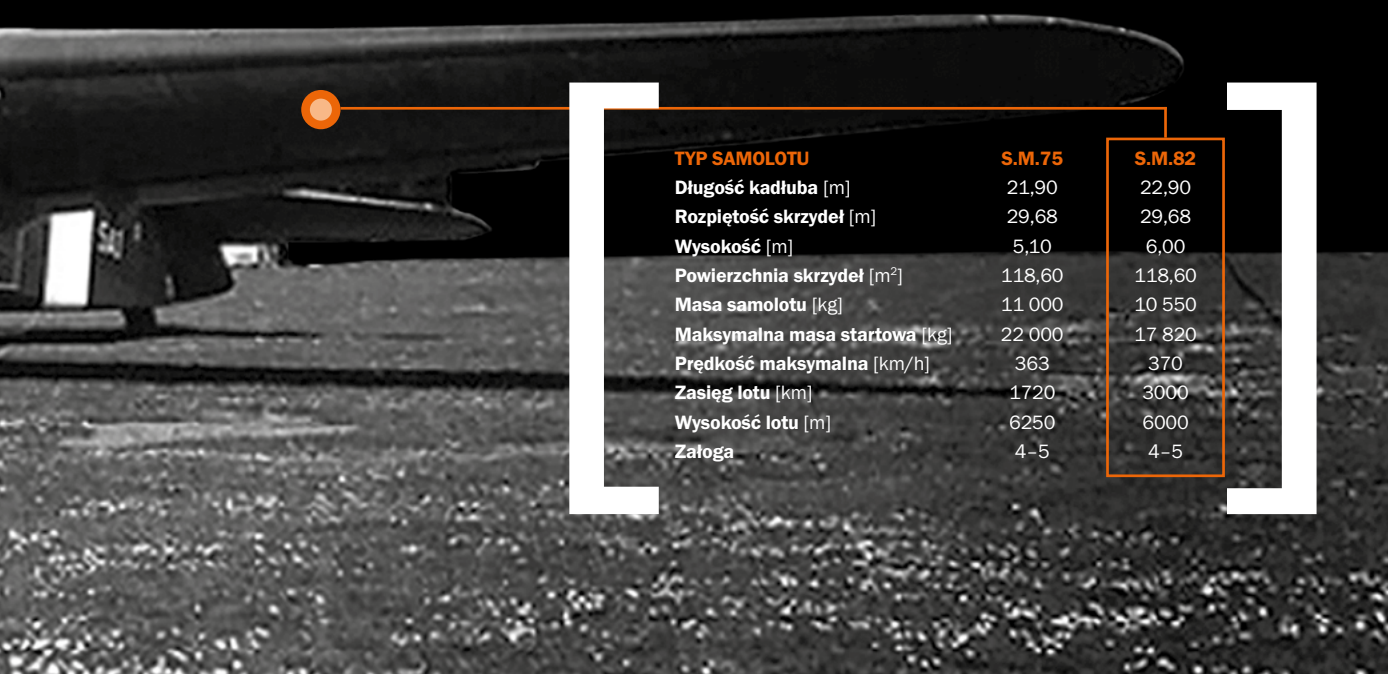 TYP SAMOLOTU S.M.75 S.M.82
Długość kadłuba [m] 21,90 22,90
Rozpiętość skrzydeł [m] 29,68 29,68
Wysokość [m] 5,10 6,00
Powierzchnia skrzydeł [m²] 118,60 118,60
Masa samolotu [kg] 11 000 10 550
Maksymalna masa startowa [kg] 22 000 17 820
Prędkość maksymalna [km/h] 363 370
Zasięg lotu [km] 1720 3000
Wysokość lotu [m] 6250 6000
Załoga 4–5 4–5